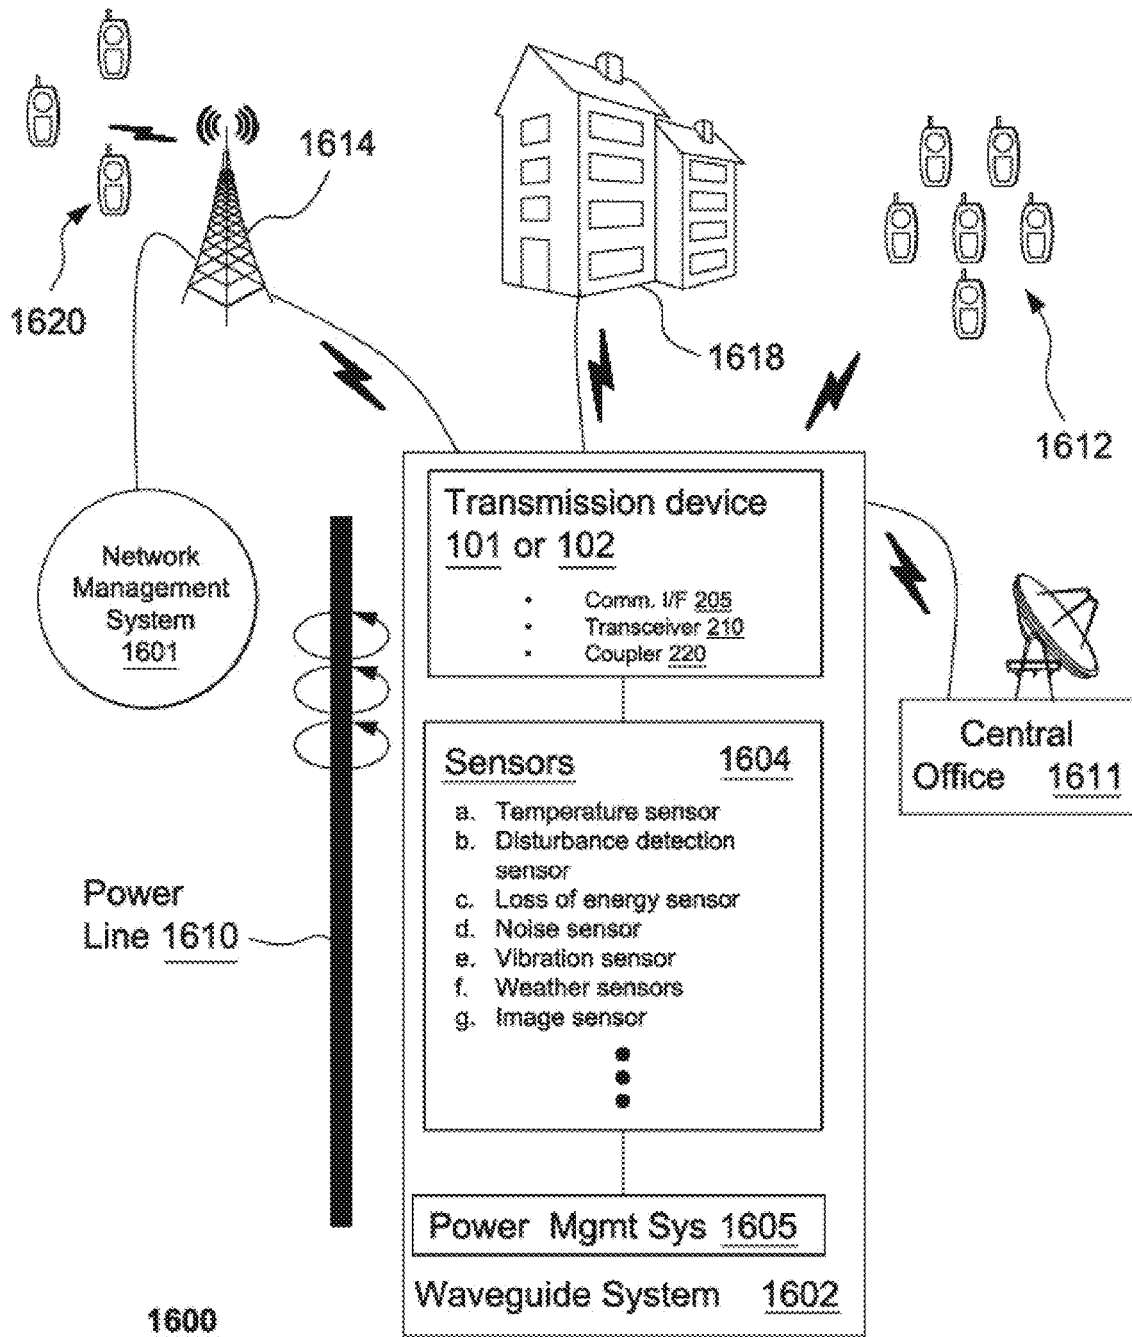 1614
1620
1618
1612
Network
Management
System
1601
Transmission device
101 or 102
• Comm. I/F 205
• Transceiver 210
• Coupler 220
Central
Office 1611
Sensors 1604
a. Temperature sensor
b. Disturbance detection
sensor
c. Loss of energy sensor
d. Noise sensor
e. Vibration sensor
f. Weather sensors
g. Image sensor
Power
Line 1610
Power Mgmt Sys 1605
Waveguide System 1602
1600